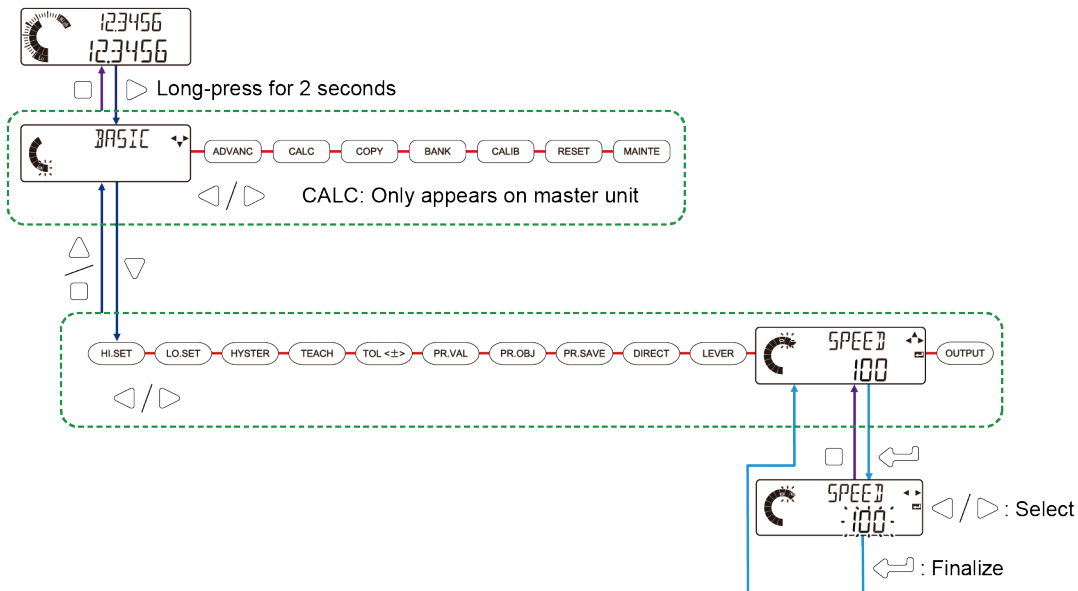 12.3456
12.3456
Long-press for 2 seconds
BASIC
ADVANC CALC COPY BANK CALIB RESET MAINTE
CALC: Only appears on master unit
HI.SET LO.SET HYSTER TEACH TOL <±> PR.VAL PR.OBJ PR.SAVE DIRECT LEVER SPEED OUTPUT
100
SPEED
100
: Select
: Finalize